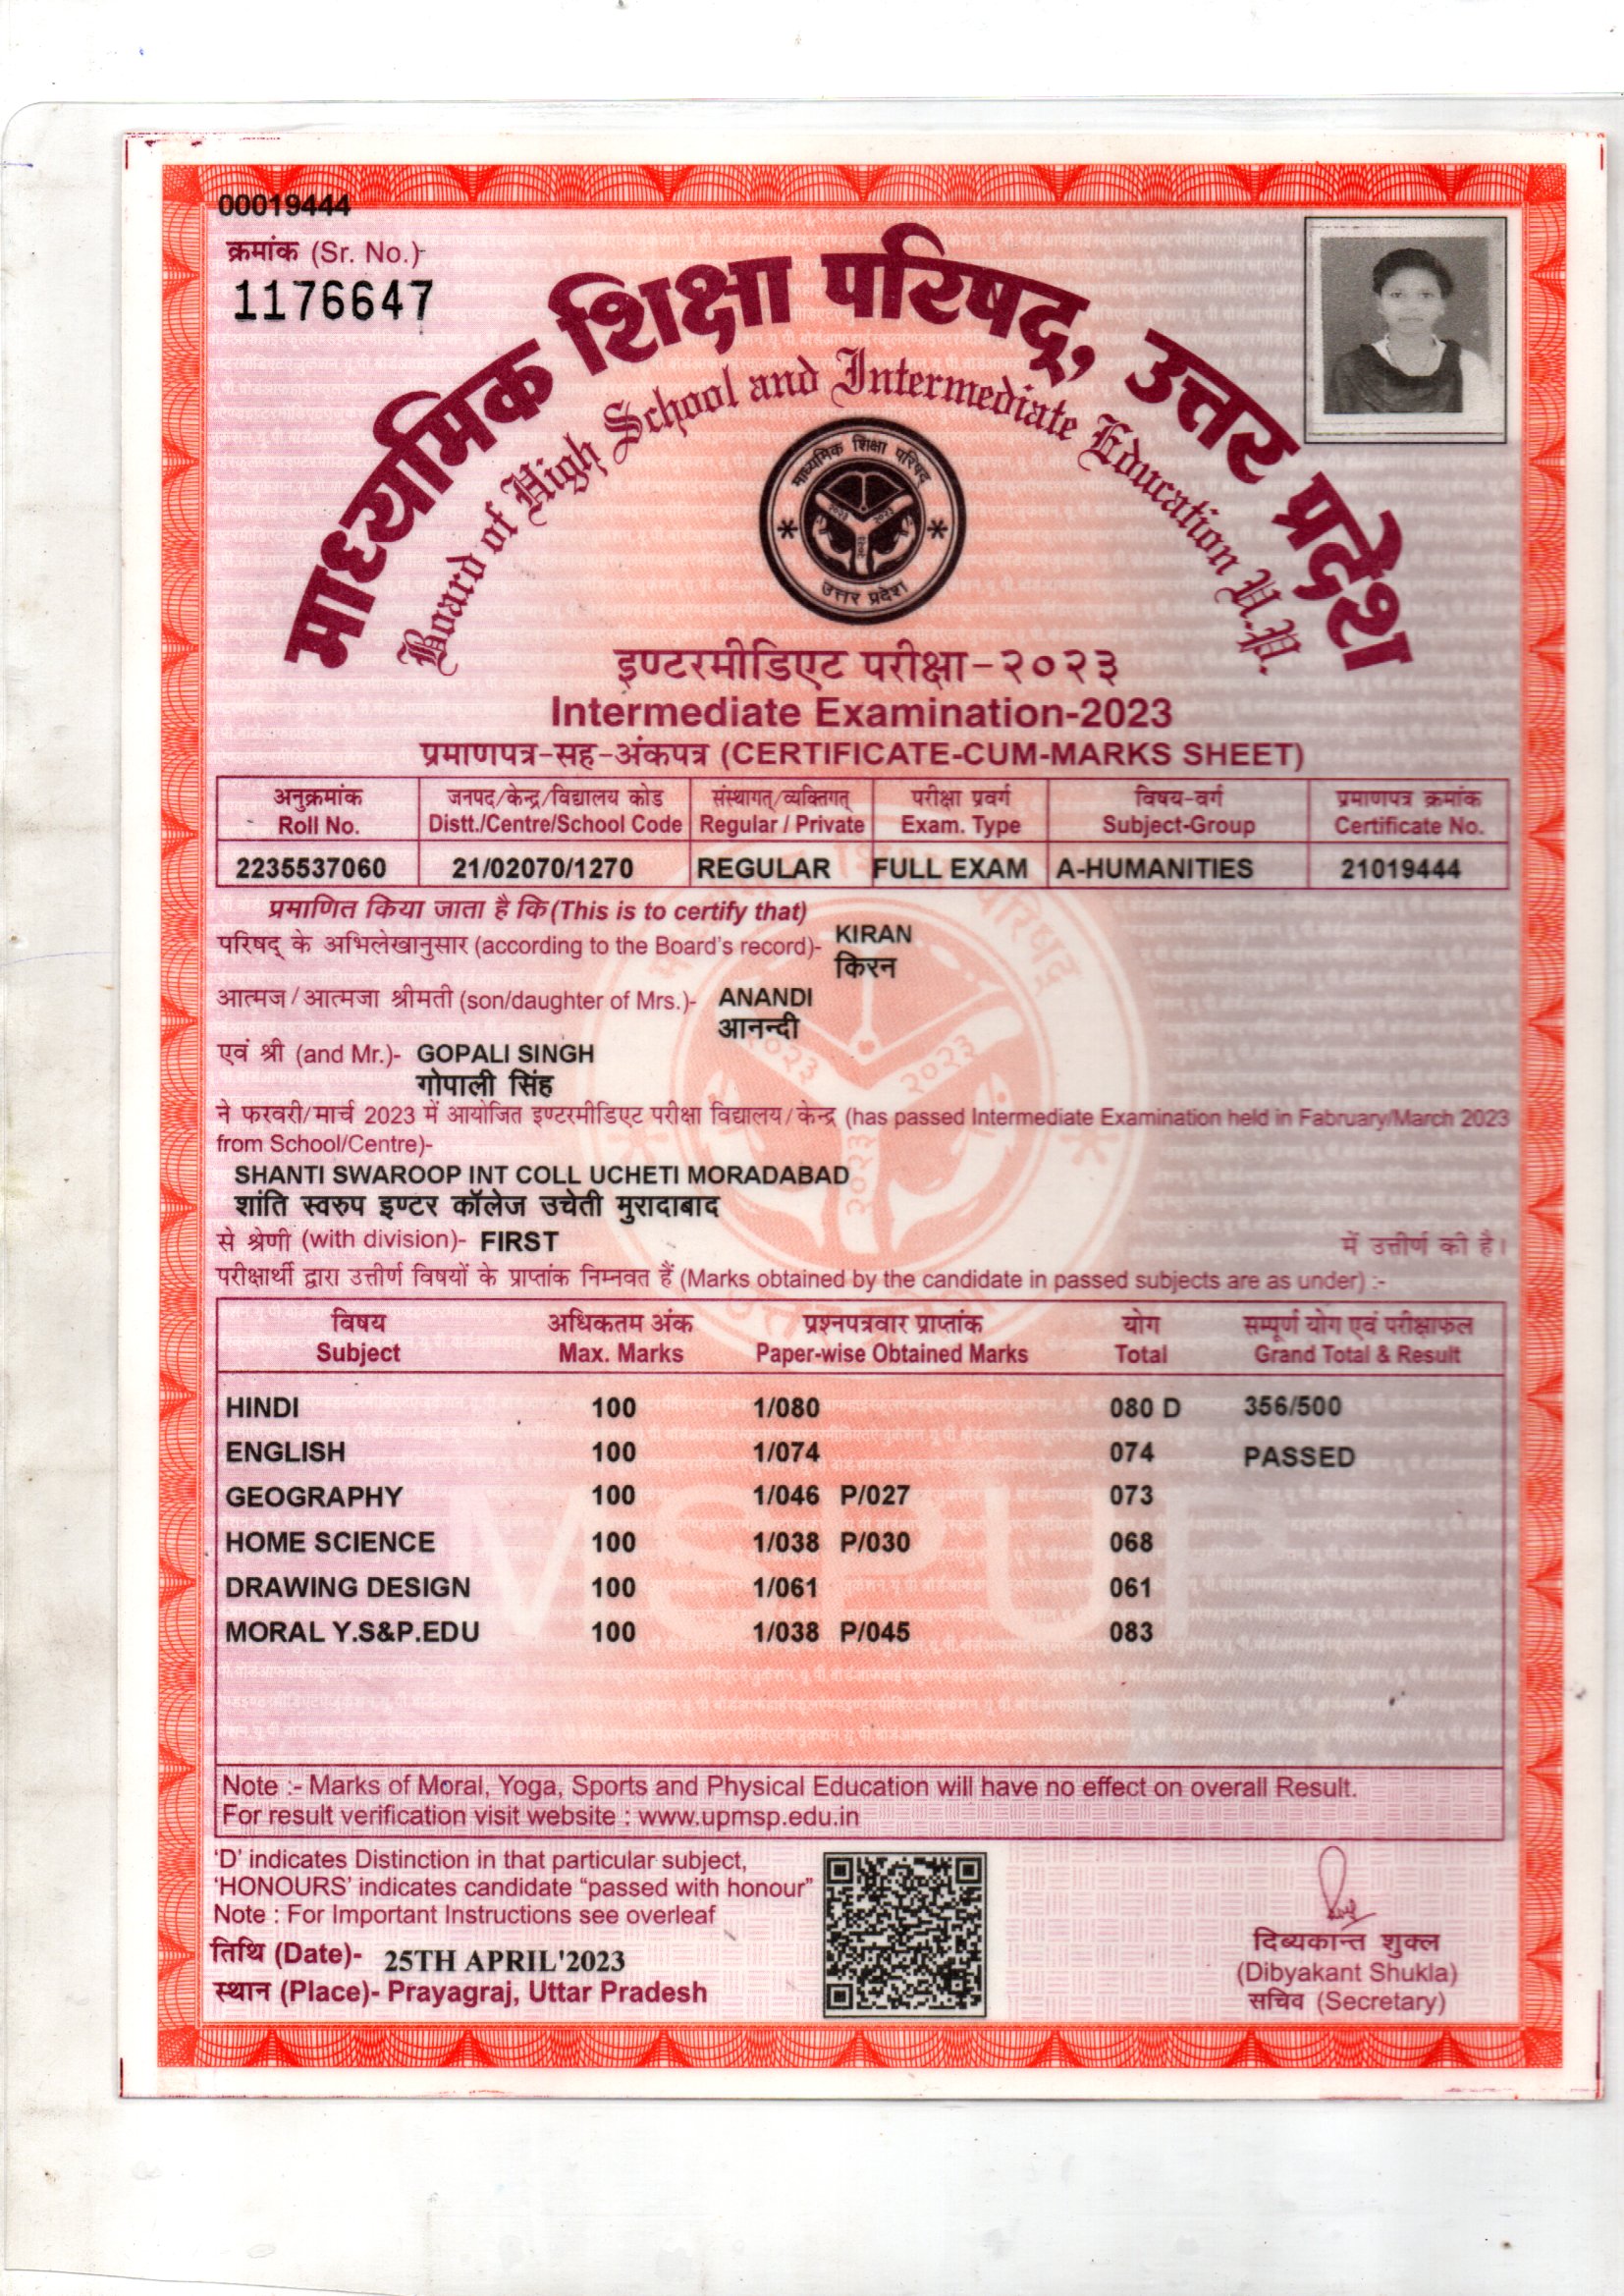 00019444
क्रमांक (Sr. No.)-
1176647
माध्यमिक शिक्षा परिषद्, उत्तर प्रदेश
Board of High School and Intermediate Education U.P.
माध्यमिक शिक्षा परिषद
२०२३ २०२३
२०२३
उत्तर प्रदेश
इण्टरमीडिएट परीक्षा-२०२३
Intermediate Examination-2023
प्रमाणपत्र-सह-अंकपत्र (CERTIFICATE-CUM-MARKS SHEET)
अनुक्रमांक जनपद/केन्द्र/विद्यालय कोड संस्थागत्/व्यक्तिगत् परीक्षा प्रवर्ग विषय-वर्ग प्रमाणपत्र क्रमांक
Roll No. Distt./Centre/School Code Regular / Private Exam. Type Subject-Group Certificate No.
2235537060 21/02070/1270 REGULAR FULL EXAM A-HUMANITIES 21019444
प्रमाणित किया जाता है कि (This is to certify that)
परिषद् के अभिलेखानुसार (according to the Board's record)- KIRAN
किरन
आत्मज/आत्मजा श्रीमती (son/daughter of Mrs.)- ANANDI
आनन्दी
एवं श्री (and Mr.)- GOPALI SINGH
गोपाली सिंह
ने फरवरी/मार्च 2023 में आयोजित इण्टरमीडिएट परीक्षा विद्यालय/केन्द्र (has passed Intermediate Examination held in Fabruary/March 2023
from School/Centre)-
SHANTI SWAROOP INT COLL UCHETI MORADABAD
शांति स्वरुप इण्टर कॉलेज उचेती मुरादाबाद
से श्रेणी (with division)- FIRST में उत्तीर्ण की है।
परीक्षार्थी द्वारा उत्तीर्ण विषयों के प्राप्तांक निम्नवत हैं (Marks obtained by the candidate in passed subjects are as under) :-
विषय अधिकतम अंक प्रश्नपत्रवार प्राप्तांक योग सम्पूर्ण योग एवं परीक्षाफल
Subject Max. Marks Paper-wise Obtained Marks Total Grand Total & Result
HINDI 100 1/080 080 D 356/500
ENGLISH 100 1/074 074 PASSED
GEOGRAPHY 100 1/046 P/027 073
HOME SCIENCE 100 1/038 P/030 068
DRAWING DESIGN 100 1/061 061
MORAL Y.S&P.EDU 100 1/038 P/045 083
MSPUP
Note :- Marks of Moral, Yoga, Sports and Physical Education will have no effect on overall Result.
For result verification visit website : www.upmsp.edu.in
'D' indicates Distinction in that particular subject,
'HONOURS' indicates candidate "passed with honour"
Note : For Important Instructions see overleaf
तिथि (Date)- 25TH APRIL'2023
स्थान (Place)- Prayagraj, Uttar Pradesh
दिब्यकान्त शुक्ल
(Dibyakant Shukla)
सचिव (Secretary)